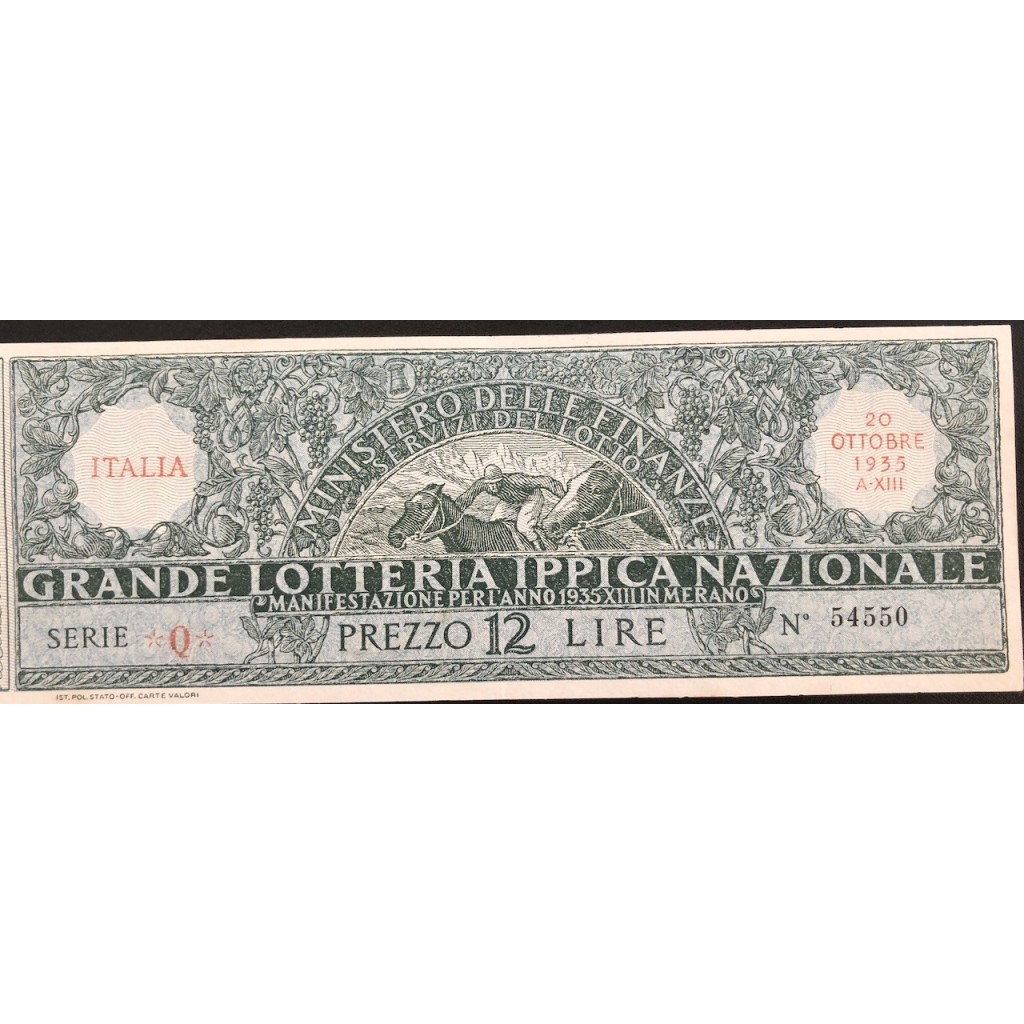 MINISTERO DELLE FINANZE
SERVIZI DEL LOTTO
ITALIA
20
OTTOBRE
1935
A·XIII
GRANDE LOTTERIA IPPICA NAZIONALE
MANIFESTAZIONE PER L'ANNO 1935 XIII IN MERANO
SERIE *Q*
PREZZO 12 LIRE
Nº 54550
IST. POL. STATO-OFF. CARTE VALORI